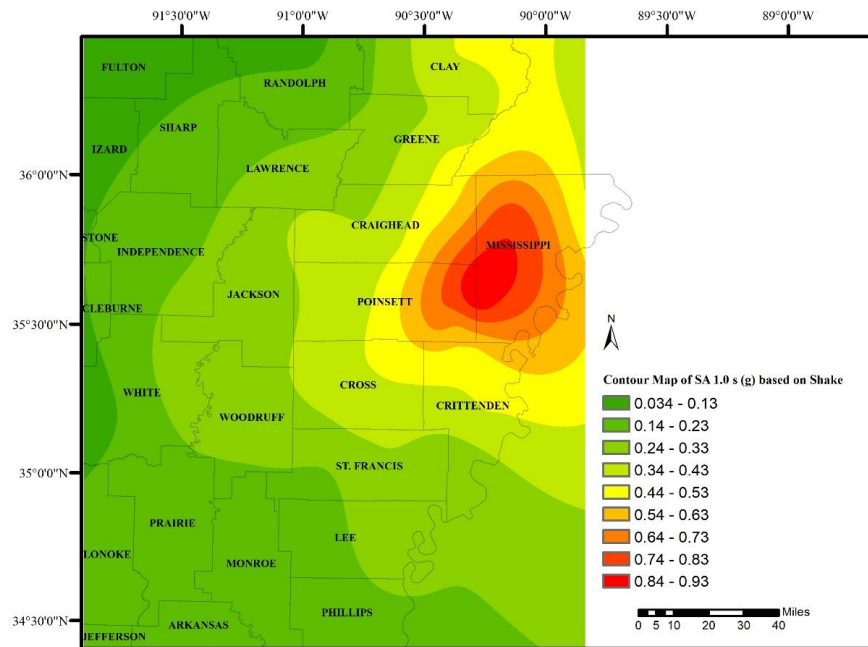 91°30'0"W 91°0'0"W 90°30'0"W 90°0'0"W 89°30'0"W 89°0'0"W
FULTON
CLAY
RANDOLPH
SHARP
GREENE
IZARD
LAWRENCE
36°0'0"N
STONE
INDEPENDENCE
CRAIGHEAD
MISSISSIPPI
CLEBURNE
JACKSON
POINSETT
35°30'0"N
N
WHITE
CROSS
WOODRUFF
CRITTENDEN
ST. FRANCIS
35°0'0"N
PRAIRIE
LEE
LONOKE
MONROE
34°30'0"N
ARKANSAS
PHILLIPS
JEFFERSON
Contour Map of SA 1.0 s (g) based on Shake
0.034 - 0.13
0.14 - 0.23
0.24 - 0.33
0.34 - 0.43
0.44 - 0.53
0.54 - 0.63
0.64 - 0.73
0.74 - 0.83
0.84 - 0.93
Miles
0 5 10 20 30 40